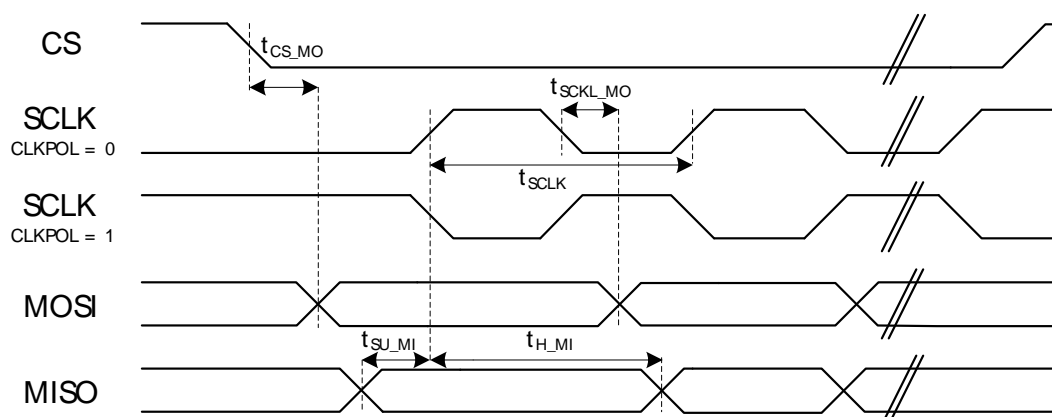 CS
tCS_MO
tSCKL_MO
SCLK
CLKPOL = 0
tSCLK
SCLK
CLKPOL = 1
MOSI
tSU_MI
tH_MI
MISO